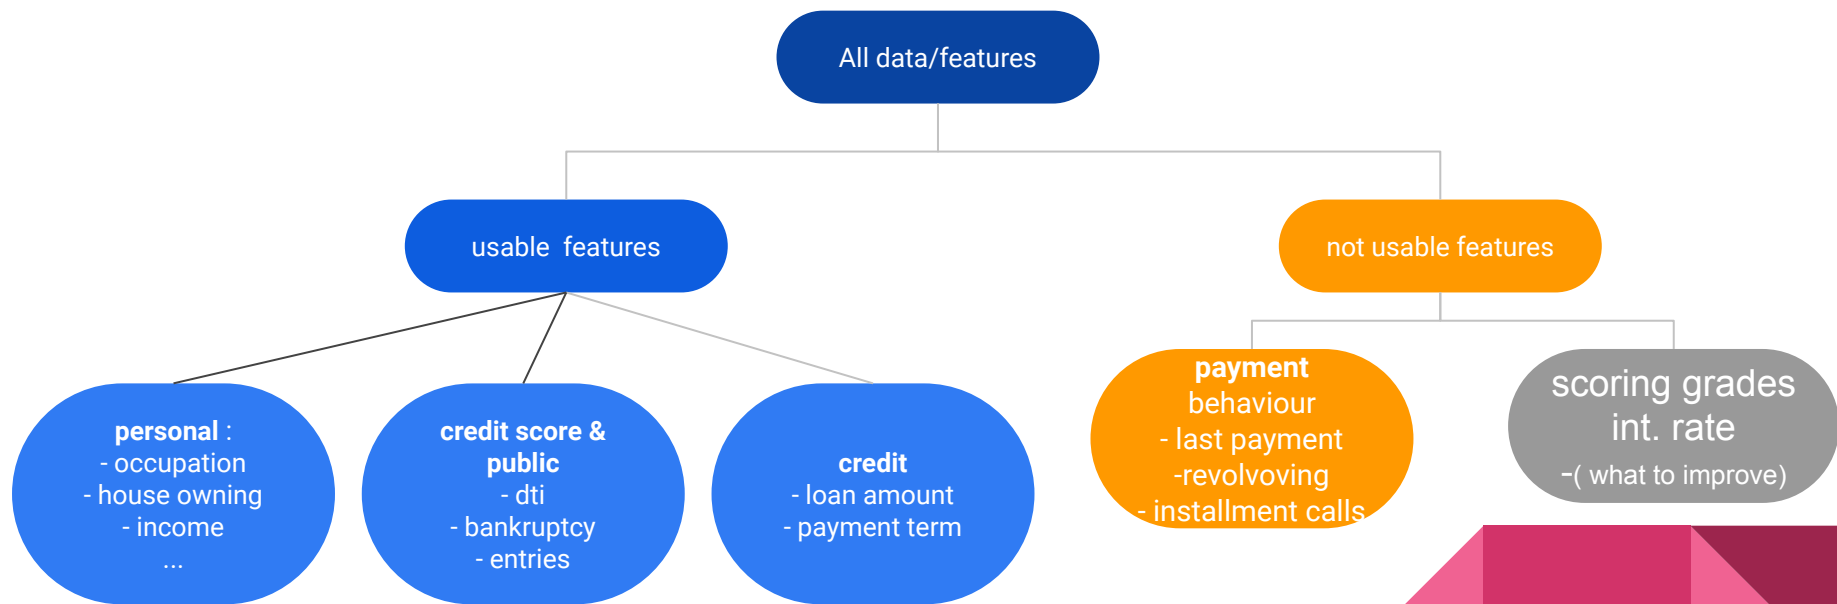 All data/features
usable features
not usable features
personal :
- occupation
- house owning
- income
...
credit score &
public
- dti
- bankruptcy
- entries
credit
- loan amount
- payment term
payment
behaviour
- last payment
-revolvoving
- installment calls
scoring grades
int. rate
-( what to improve)